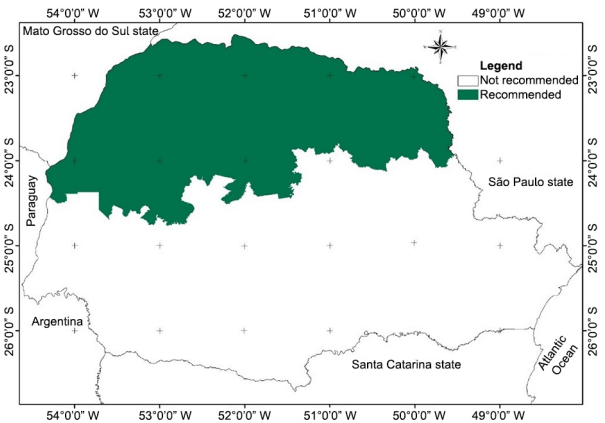 54°0'0" W
53°0'0" W
52°0'0" W
51°0'0" W
50°0'0" W
49°0'0" W
Mato Grosso do Sul state
Legend
Not recommended
Recommended
23°0'0" S
23°0'0" S
24°0'0" S
24°0'0" S
São Paulo state
Paraguay
25°0'0" S
25°0'0" S
Argentina
26°0'0" S
26°0'0" S
Santa Catarina state
Atlantic
Ocean
54°0'0" W
53°0'0" W
52°0'0" W
51°0'0" W
50°0'0" W
49°0'0" W